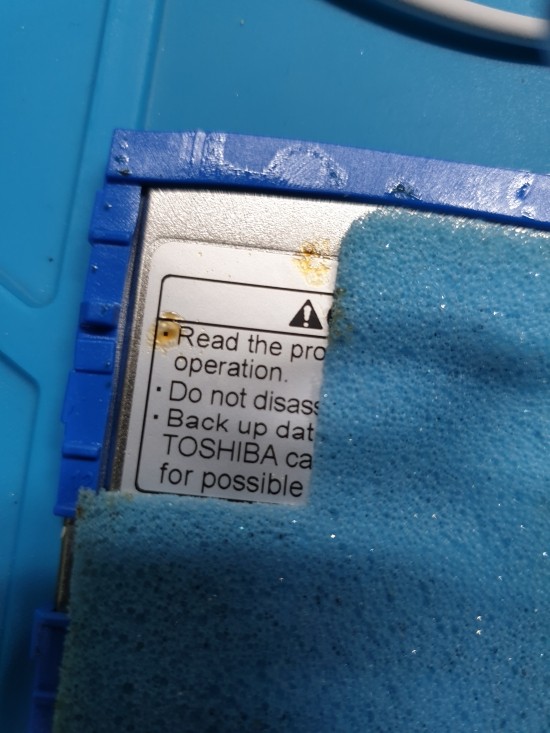 · Read the pro
operation.
· Do not disass
· Back up dat
TOSHIBA ca
for possible